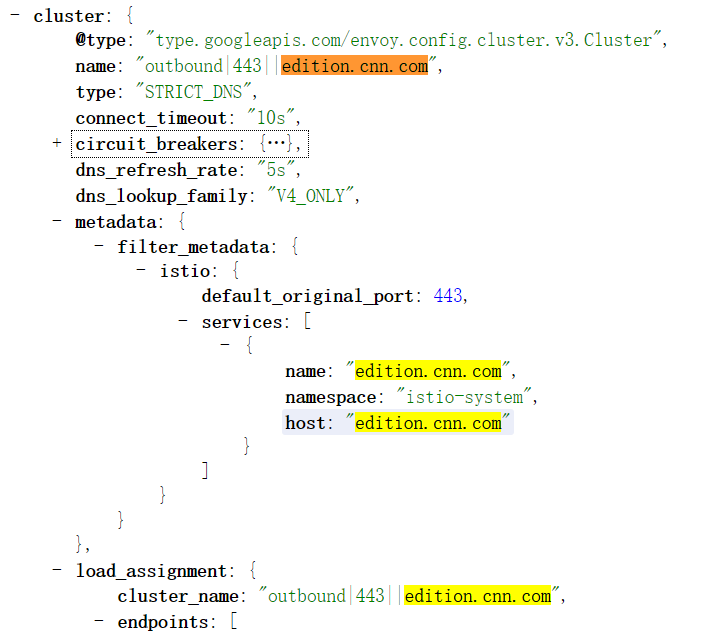 - cluster: {
@type: "type.googleapis.com/envoy.config.cluster.v3.Cluster",
name: "outbound|443||edition.cnn.com",
type: "STRICT_DNS",
connect_timeout: "10s",
+ circuit_breakers: {…},
dns_refresh_rate: "5s",
dns_lookup_family: "V4_ONLY",
- metadata: {
- filter_metadata: {
- istio: {
default_original_port: 443,
- services: [
- {
name: "edition.cnn.com",
namespace: "istio-system",
host: "edition.cnn.com"
}
]
}
}
},
- load_assignment: {
cluster_name: "outbound|443||edition.cnn.com",
- endpoints: [